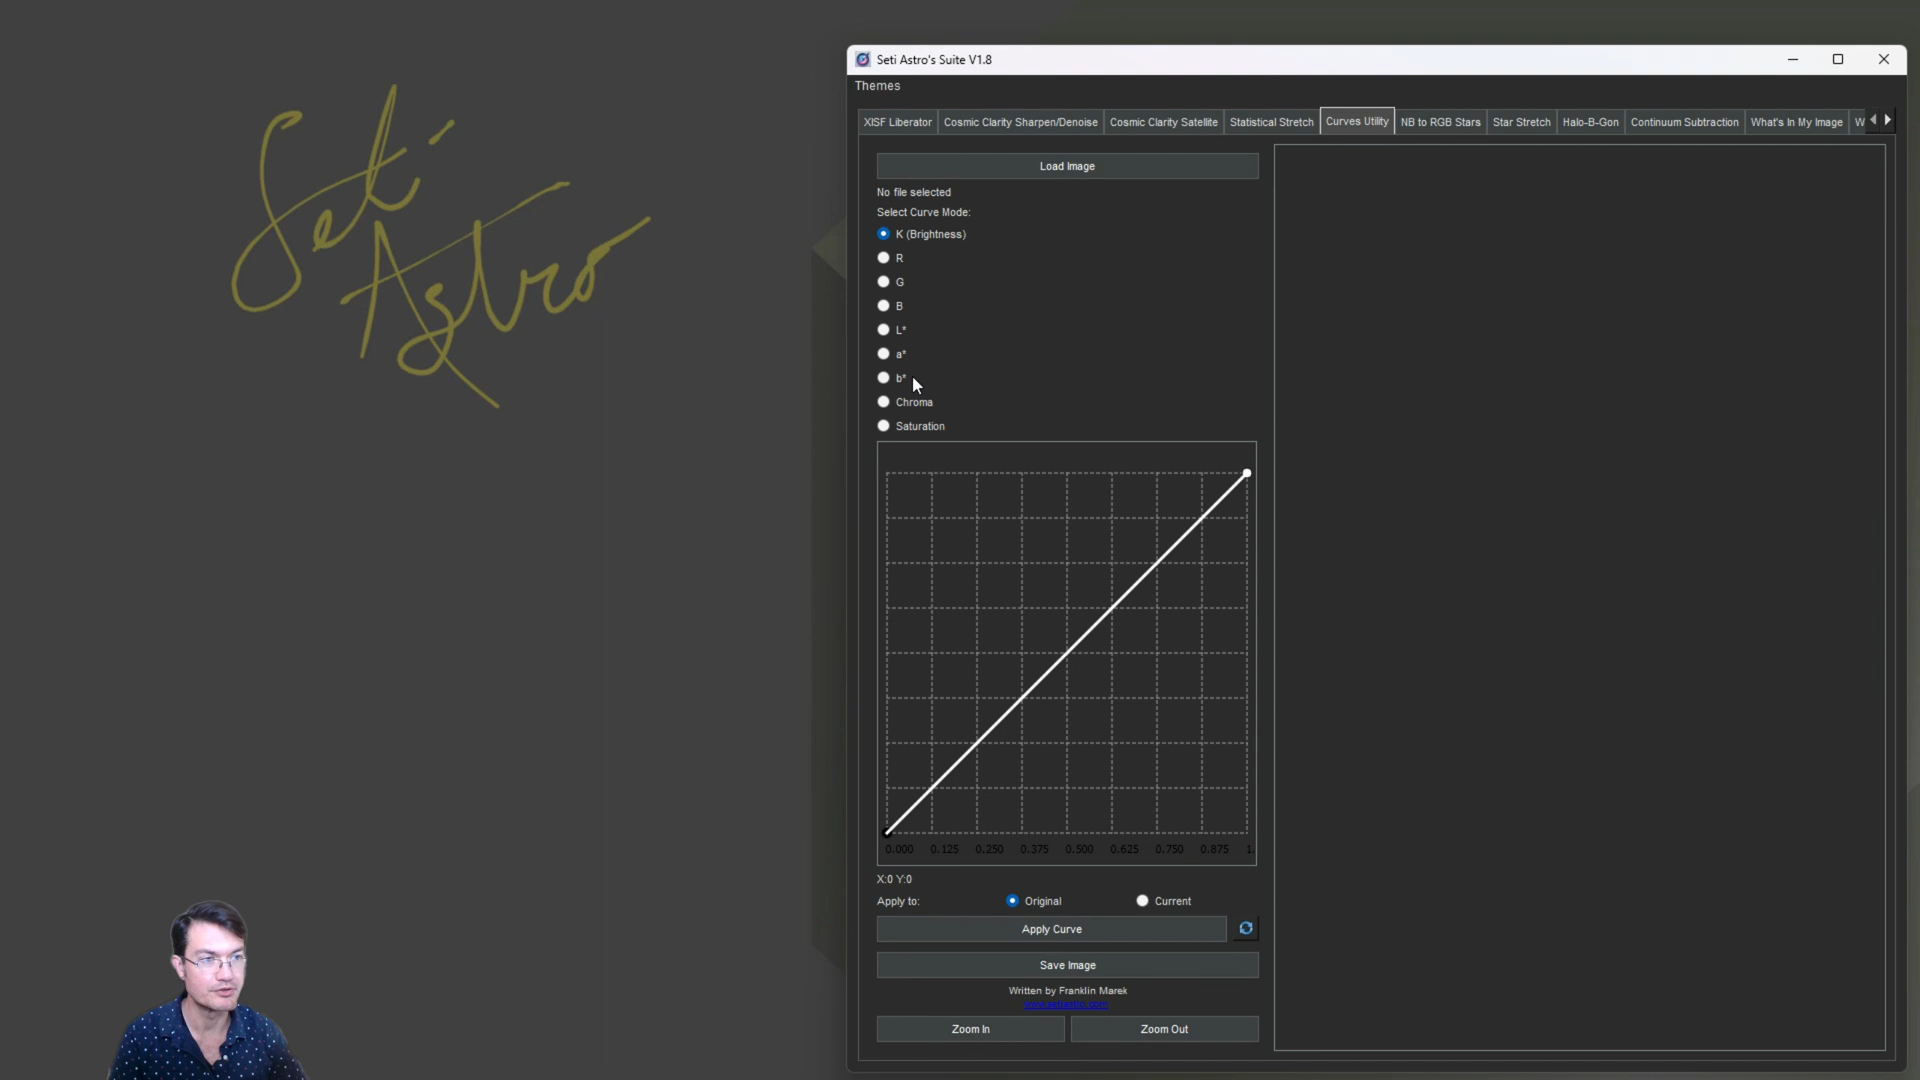 Seti
Astro
Seti Astro's Suite V1.8
Themes
XISF Liberator Cosmic Clarity Sharpen/Denoise Cosmic Clarity Satellite Statistical Stretch Curves Utility NB to RGB Stars Star Stretch Halo-B-Gon Continuum Subtraction What's In My Image W
Load Image
No file selected
Select Curve Mode:
K (Brightness)
R
G
B
L*
a*
b*
Chroma
Saturation
0.000 0.125 0.250 0.375 0.500 0.625 0.750 0.875 1.
X:0 Y:0
Apply to: Original Current
Apply Curve
Save Image
Written by Franklin Marek
www.setiastro.com
Zoom In Zoom Out